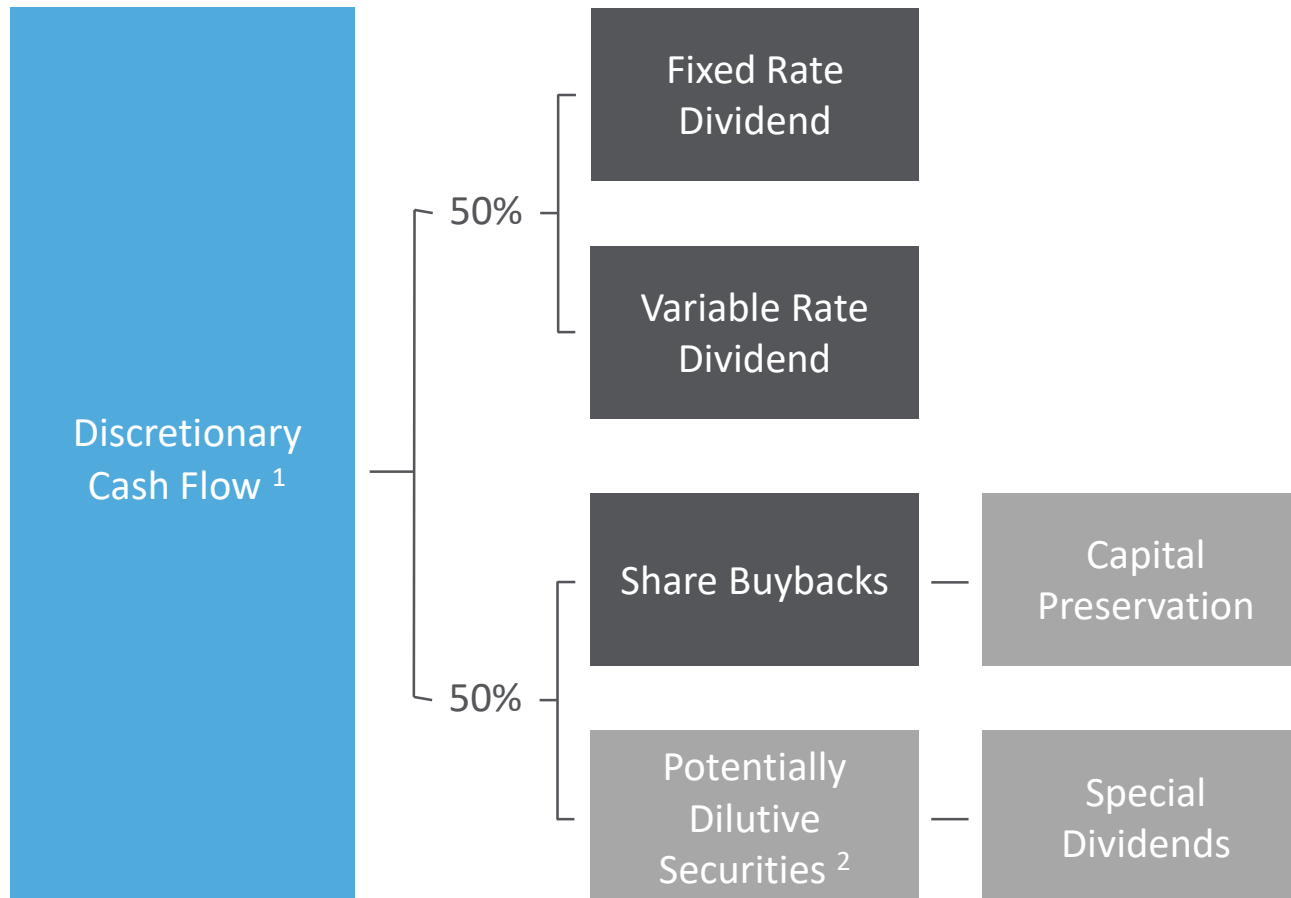 Discretionary
Cash Flow ¹
50%
Fixed Rate
Dividend
Variable Rate
Dividend
50%
Share Buybacks
Capital
Preservation
Potentially
Dilutive
Securities ²
Special
Dividends